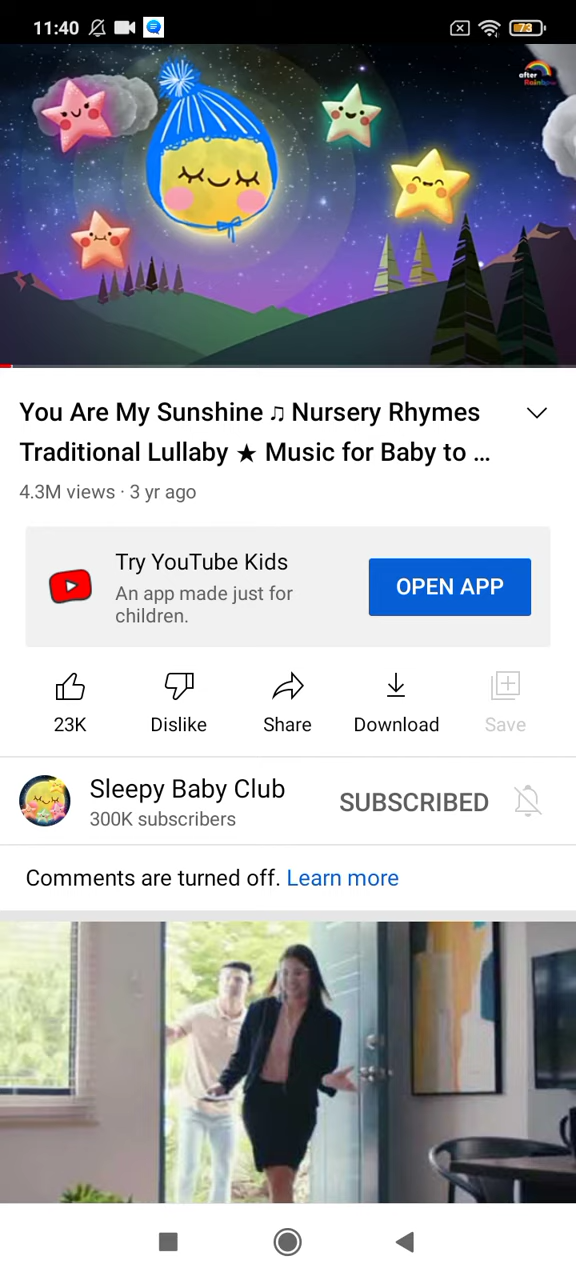 11:40
73
after
Rainbow
You Are My Sunshine ♫ Nursery Rhymes
Traditional Lullaby ★ Music for Baby to ...
4.3M views · 3 yr ago
Try YouTube Kids
An app made just for
children.
OPEN APP
23K
Dislike
Share
Download
Save
Sleepy Baby Club
300K subscribers
SUBSCRIBED
Comments are turned off. Learn more